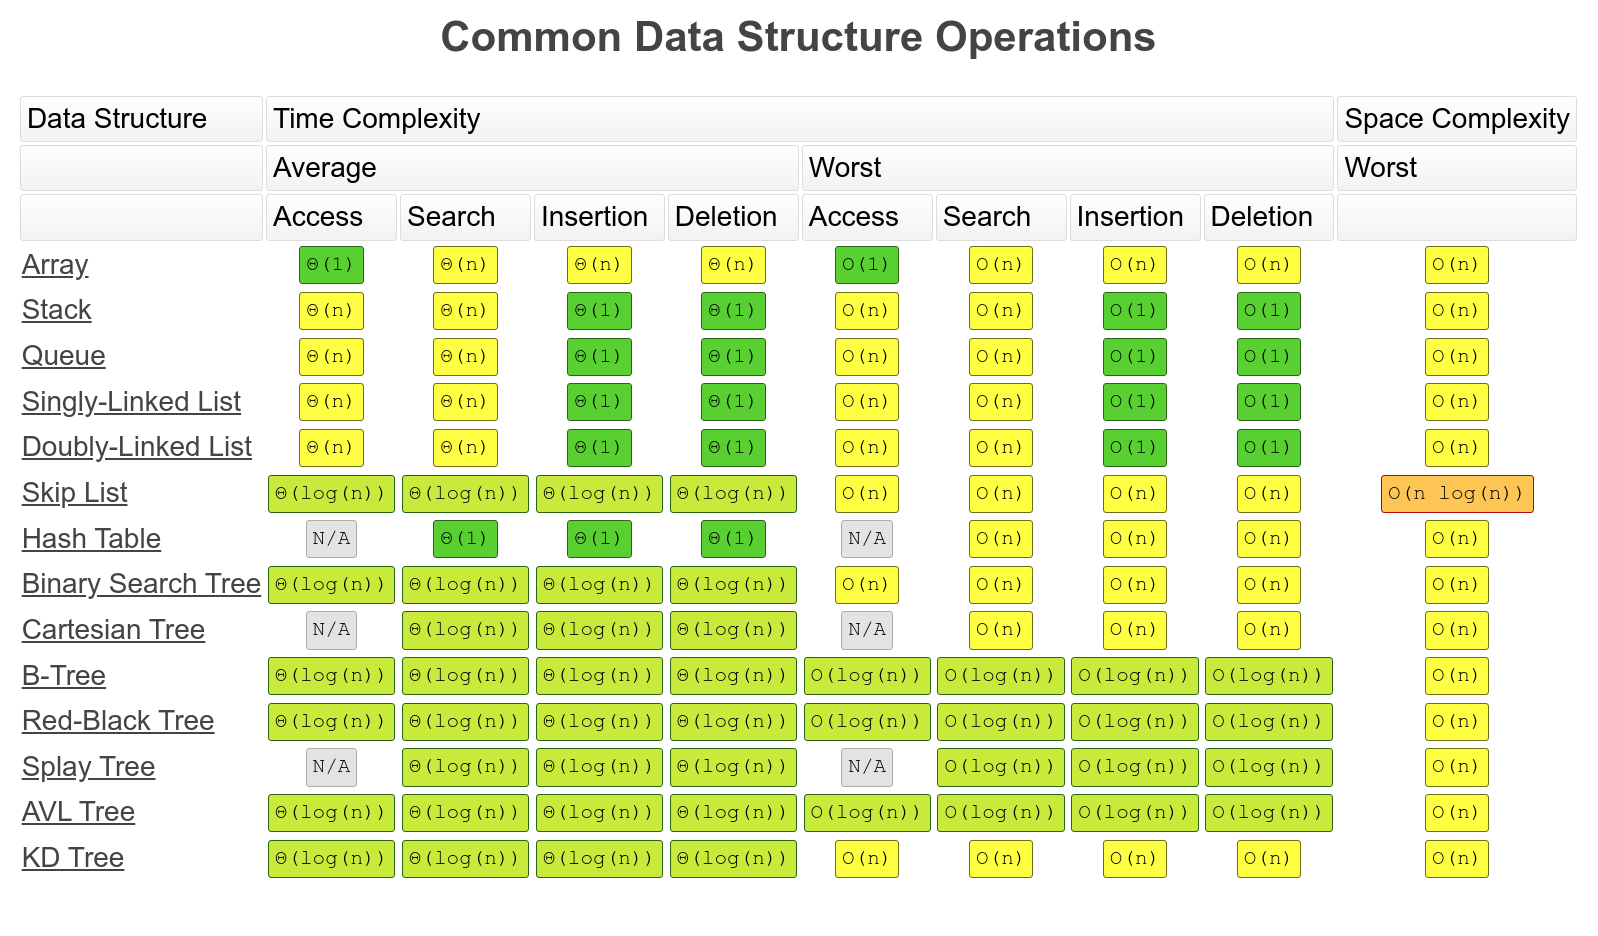 Common Data Structure Operations
Data Structure Time Complexity Space Complexity
Average Worst Worst
Access Search Insertion Deletion Access Search Insertion Deletion
Array Θ(1) Θ(n) Θ(n) Θ(n) O(1) O(n) O(n) O(n) O(n)
Stack Θ(n) Θ(n) Θ(1) Θ(1) O(n) O(n) O(1) O(1) O(n)
Queue Θ(n) Θ(n) Θ(1) Θ(1) O(n) O(n) O(1) O(1) O(n)
Singly-Linked List Θ(n) Θ(n) Θ(1) Θ(1) O(n) O(n) O(1) O(1) O(n)
Doubly-Linked List Θ(n) Θ(n) Θ(1) Θ(1) O(n) O(n) O(1) O(1) O(n)
Skip List Θ(log(n)) Θ(log(n)) Θ(log(n)) Θ(log(n)) O(n) O(n) O(n) O(n) O(n log(n))
Hash Table N/A Θ(1) Θ(1) Θ(1) N/A O(n) O(n) O(n) O(n)
Binary Search Tree Θ(log(n)) Θ(log(n)) Θ(log(n)) Θ(log(n)) O(n) O(n) O(n) O(n) O(n)
Cartesian Tree N/A Θ(log(n)) Θ(log(n)) Θ(log(n)) N/A O(n) O(n) O(n) O(n)
B-Tree Θ(log(n)) Θ(log(n)) Θ(log(n)) Θ(log(n)) O(log(n)) O(log(n)) O(log(n)) O(log(n)) O(n)
Red-Black Tree Θ(log(n)) Θ(log(n)) Θ(log(n)) Θ(log(n)) O(log(n)) O(log(n)) O(log(n)) O(log(n)) O(n)
Splay Tree N/A Θ(log(n)) Θ(log(n)) Θ(log(n)) N/A O(log(n)) O(log(n)) O(log(n)) O(n)
AVL Tree Θ(log(n)) Θ(log(n)) Θ(log(n)) Θ(log(n)) O(log(n)) O(log(n)) O(log(n)) O(log(n)) O(n)
KD Tree Θ(log(n)) Θ(log(n)) Θ(log(n)) Θ(log(n)) O(n) O(n) O(n) O(n) O(n)